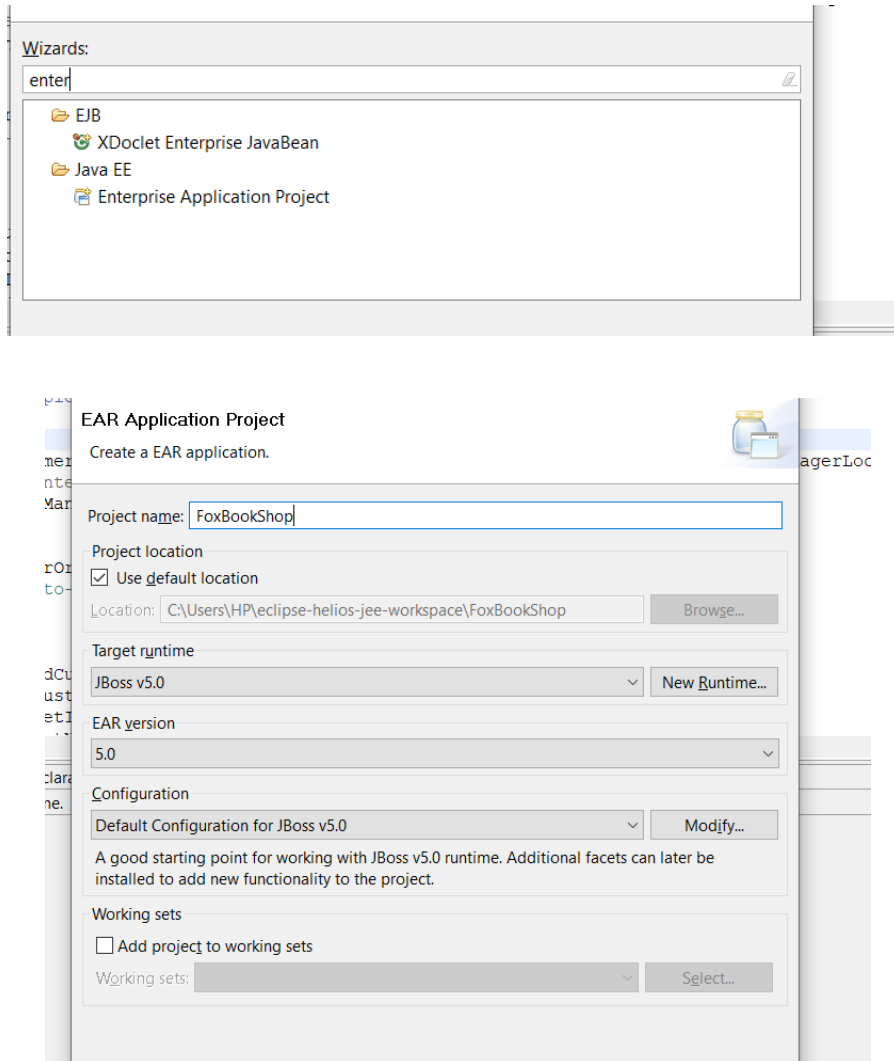 Wizards:
enter
EJB
XDoclet Enterprise JavaBean
Java EE
Enterprise Application Project
EAR Application Project
Create a EAR application.
agerLoc
Project name: FoxBookShop
Project location
Use default location
Location: C:\Users\HP\eclipse-helios-jee-workspace\FoxBookShop Browse...
Target runtime
JBoss v5.0 New Runtime...
EAR version
5.0
Configuration
Default Configuration for JBoss v5.0 Modify...
A good starting point for working with JBoss v5.0 runtime. Additional facets can later be
installed to add new functionality to the project.
Working sets
Add project to working sets
Working sets: Select...